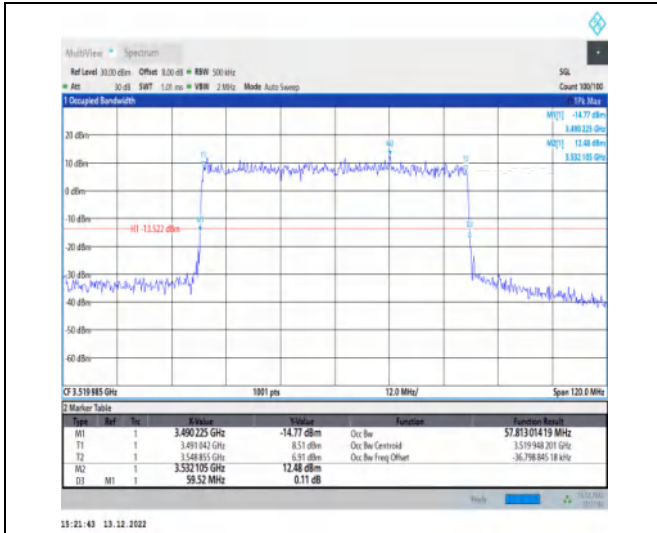 MultiView Spectrum
Ref Level 30.00 dBm Offset 8.00 dB RBW 500 kHz SGL
Att 30 dB SWT 1.01 ms VBW 2 MHz Mode Auto Sweep Count 100/100
1 Occupied Bandwidth 1Pk Max
M1[1] -14.77 dBm
3.490 225 GHz
M2[1] 12.48 dBm
3.532 105 GHz
20 dBm
M2
T1
T2
10 dBm
0 dBm
-10 dBm
M1
D3
H1 -13.522 dBm
-20 dBm
-30 dBm
-40 dBm
-50 dBm
-60 dBm
CF 3.519 985 GHz 1001 pts 12.0 MHz/ Span 120.0 MHz
2 Marker Table
Type Ref Trc X-Value Y-Value Function Function Result
M1 1 3.490 225 GHz -14.77 dBm Occ Bw 57.813 014 19 MHz
T1 1 3.491 042 GHz 8.51 dBm Occ Bw Centroid 3.519 948 201 GHz
T2 1 3.548 855 GHz 6.91 dBm Occ Bw Freq Offset -36.798 845 18 kHz
M2 1 3.532 105 GHz 12.48 dBm
D3 M1 1 59.52 MHz 0.11 dB
Ready
15:21:43 13.12.2022